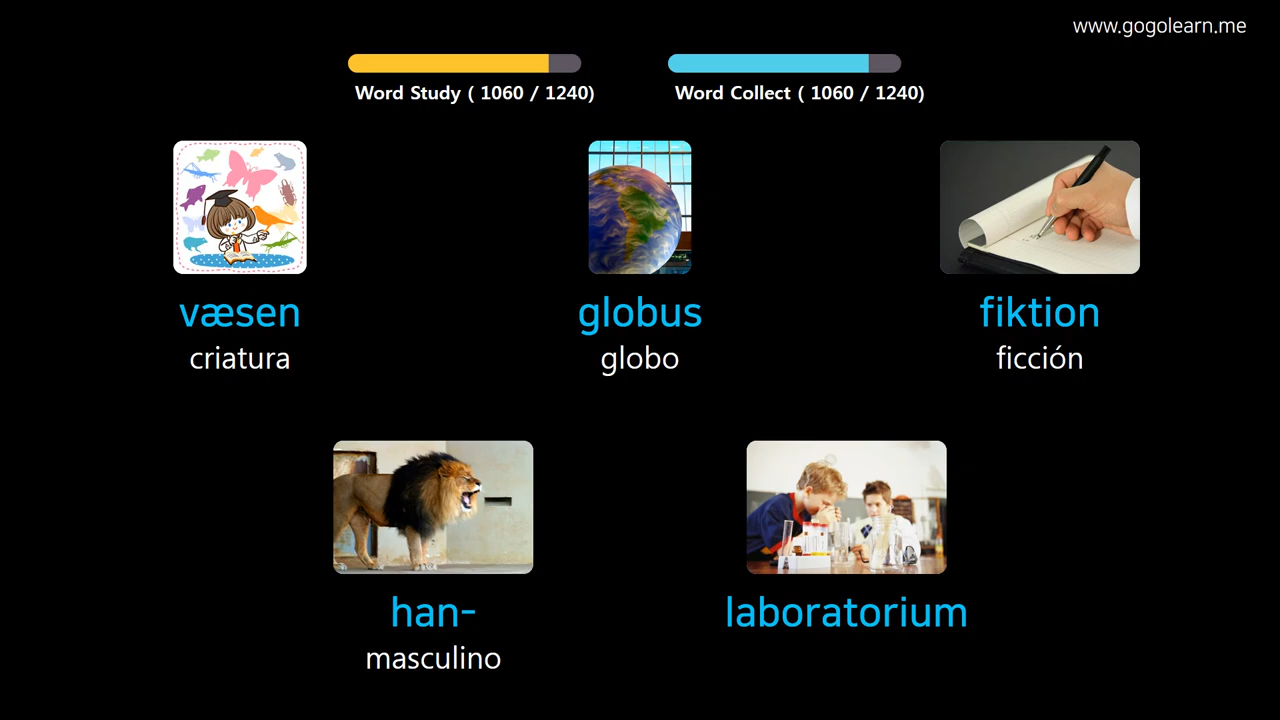 www.gogolearn.me
Word Study ( 1060 / 1240)
Word Collect ( 1060 / 1240)
væsen
criatura
globus
globo
fiktion
ficción
han-
masculino
laboratorium